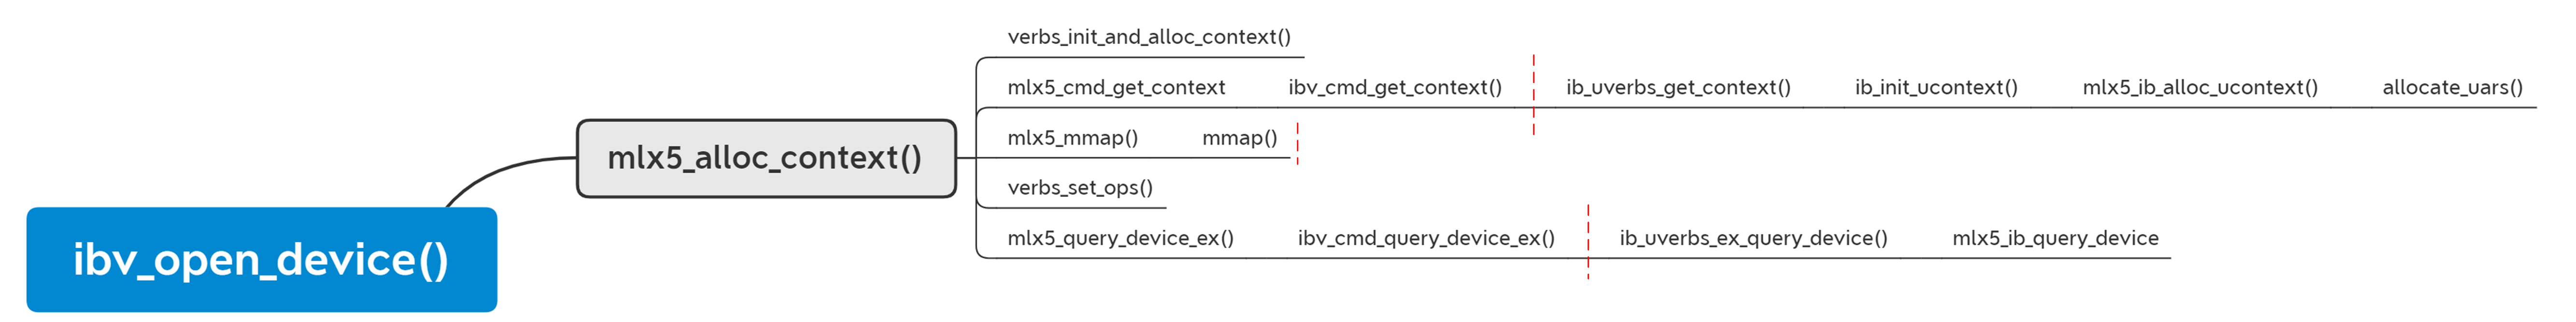 ibv_open_device()
mlx5_alloc_context()
verbs_init_and_alloc_context()
mlx5_cmd_get_context ibv_cmd_get_context() ib_uverbs_get_context() ib_init_ucontext() mlx5_ib_alloc_ucontext() allocate_uars()
mlx5_mmap() mmap()
verbs_set_ops()
mlx5_query_device_ex() ibv_cmd_query_device_ex() ib_uverbs_ex_query_device() mlx5_ib_query_device